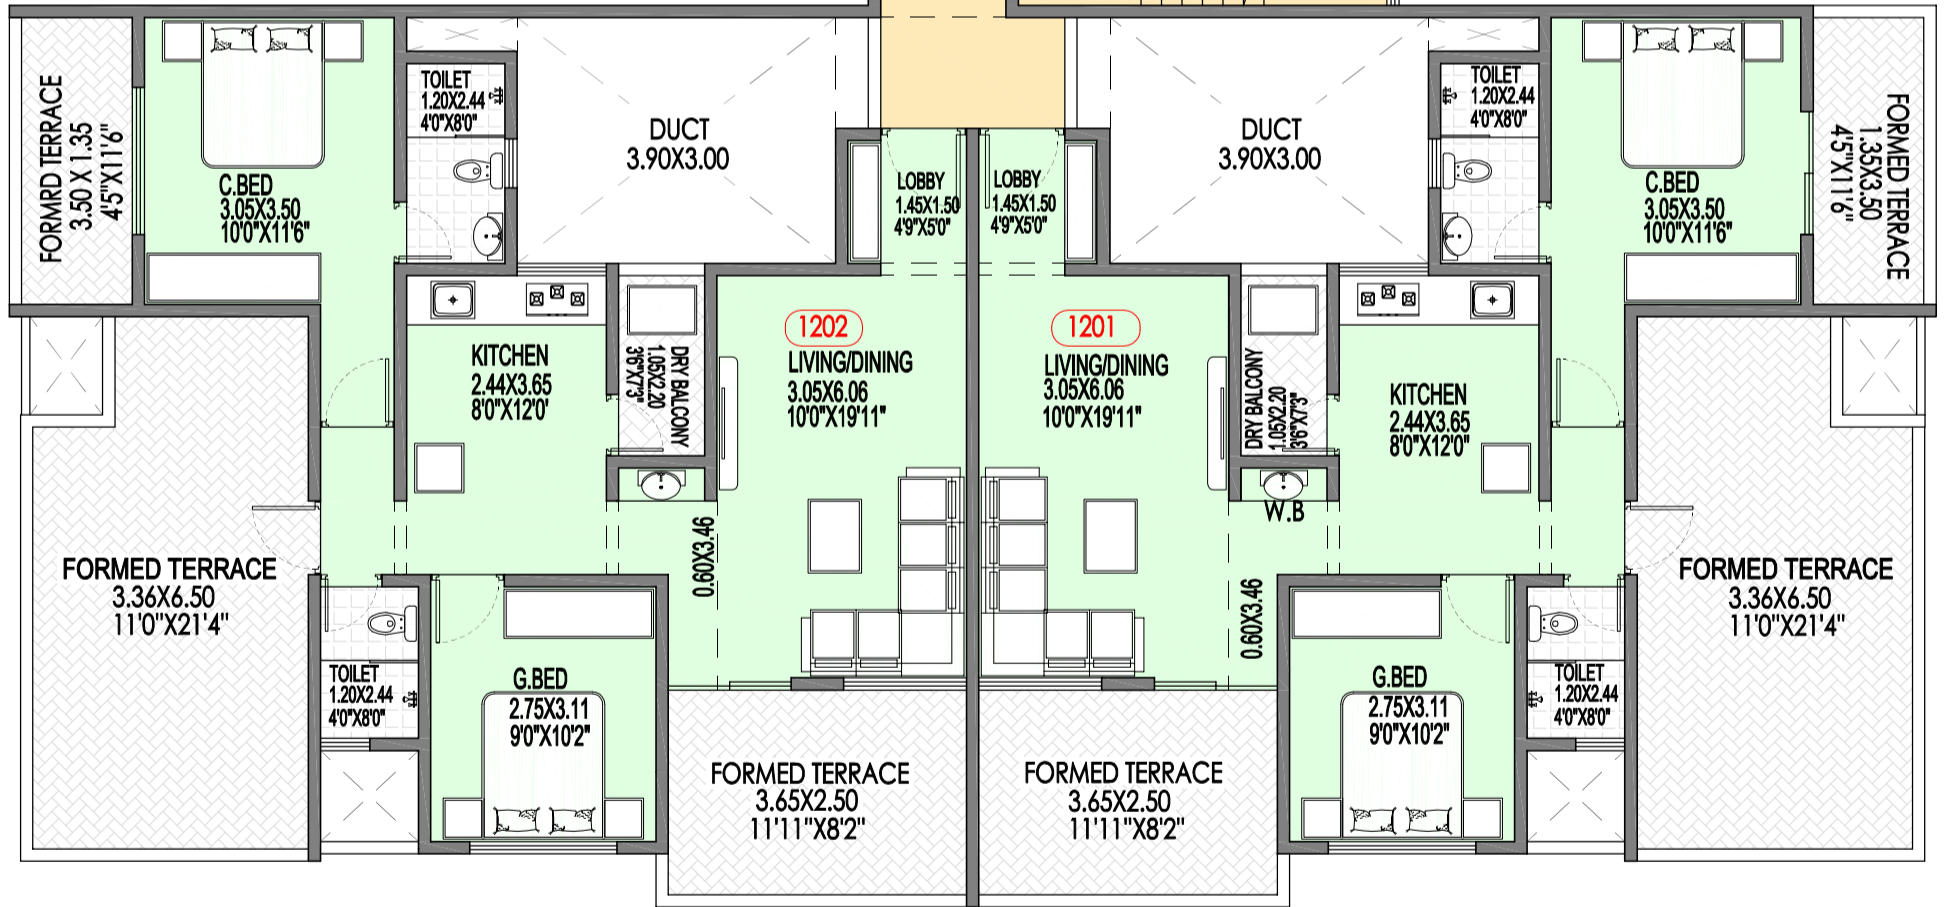 FORMRD TERRACE
3.50 X 1.35
4'5"X11'6"
C.BED
3.05X3.50
10'0"X11'6"
TOILET
1.20X2.44
4'0"X8'0"
DUCT
3.90X3.00
LOBBY
1.45X1.50
4'9"X5'0"
LOBBY
1.45X1.50
4'9"X5'0"
DUCT
3.90X3.00
TOILET
1.20X2.44
4'0"X8'0"
C.BED
3.05X3.50
10'0"X11'6"
FORMED TERRACE
1.35X3.50
4'5"X11'6"
KITCHEN
2.44X3.65
8'0"X12'0'
DRY BALCONY
1.05X2.20
3'6"X7'3"
1202
LIVING/DINING
3.05X6.06
10'0"X19'11"
1201
LIVING/DINING
3.05X6.06
10'0"X19'11"
DRY BALCONY
1.05X2.20
3'6"X7'3"
KITCHEN
2.44X3.65
8'0"X12'0"
W.B
0.60X3.46
0.60X3.46
FORMED TERRACE
3.36X6.50
11'0"X21'4"
FORMED TERRACE
3.36X6.50
11'0"X21'4"
TOILET
1.20X2.44
4'0"X8'0"
G.BED
2.75X3.11
9'0"X10'2"
FORMED TERRACE
3.65X2.50
11'11"X8'2"
FORMED TERRACE
3.65X2.50
11'11"X8'2"
G.BED
2.75X3.11
9'0"X10'2"
TOILET
1.20X2.44
4'0"X8'0"